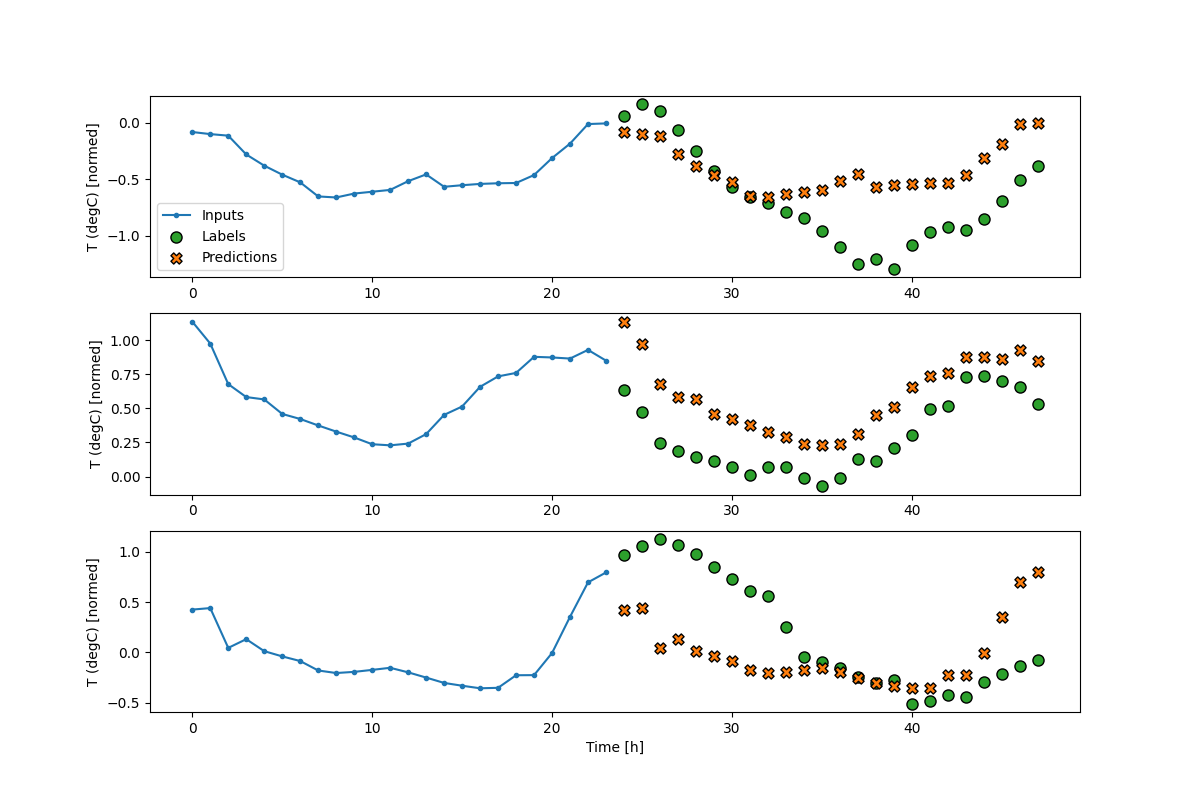 0.0
−0.5
−1.0
T (degC) [normed]
Inputs
Labels
Predictions
0 10 20 30 40
1.00
0.75
0.50
0.25
0.00
T (degC) [normed]
0 10 20 30 40
1.0
0.5
0.0
−0.5
T (degC) [normed]
0 10 20 30 40
Time [h]